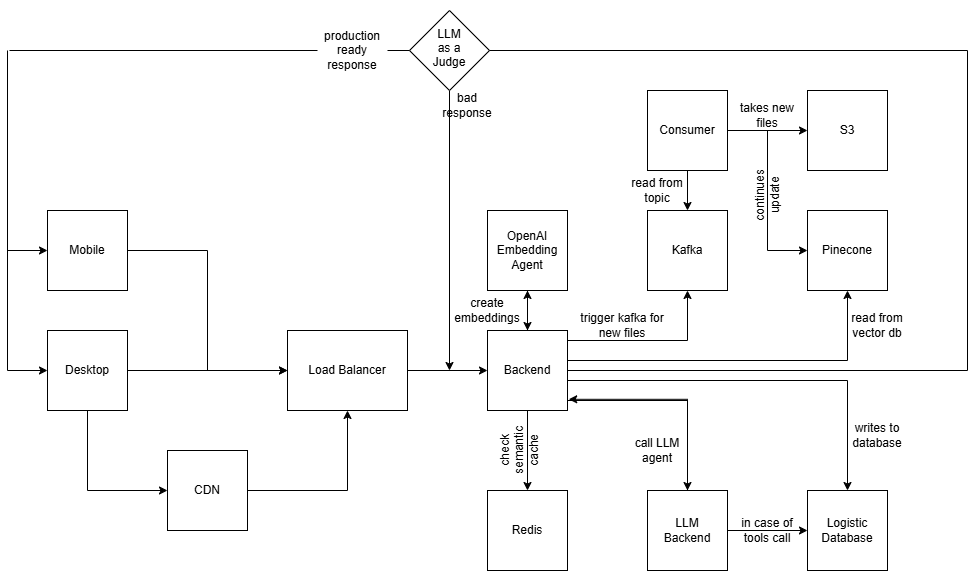 LLM
as a
Judge
production
ready
response
bad
response
Consumer
takes new
files
S3
continues
update
read from
topic
Mobile
OpenAI
Embedding
Agent
Kafka
Pinecone
create
embeddings
trigger kafka for
new files
read from
vector db
Desktop
Load Balancer
Backend
check
semantic
cache
call LLM
agent
writes to
database
CDN
Redis
LLM
Backend
in case of
tools call
Logistic
Database